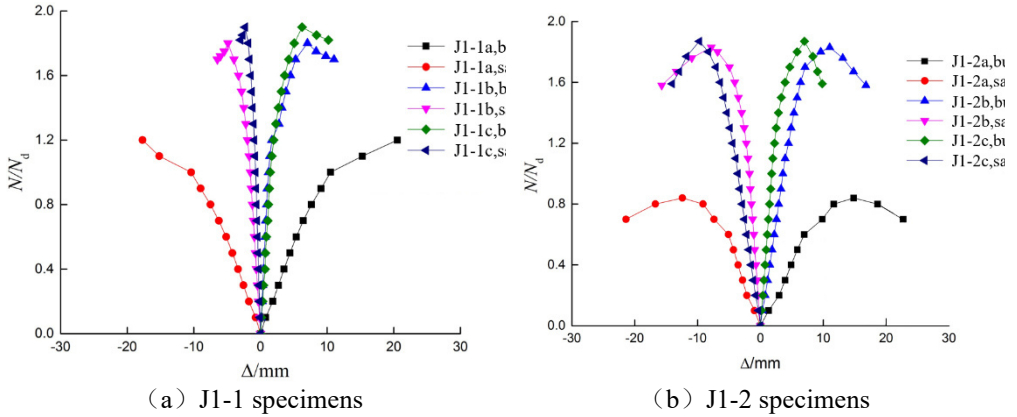 2.0
1.6
1.2
0.8
0.4
0.0
N/Nd
-30 -20 -10 0 10 20 30
Δ/mm
J1-1a,b
J1-1a,sa
J1-1b,b
J1-1b,s
J1-1c,b
J1-1c,sa
（a）J1-1 specimens
2.0
1.6
1.2
0.8
0.4
0.0
N/Nd
-30 -20 -10 0 10 20 30
Δ/mm
J1-2a,bu
J1-2a,sa
J1-2b,bu
J1-2b,sa
J1-2c,bu
J1-2c,sa
（b）J1-2 specimens